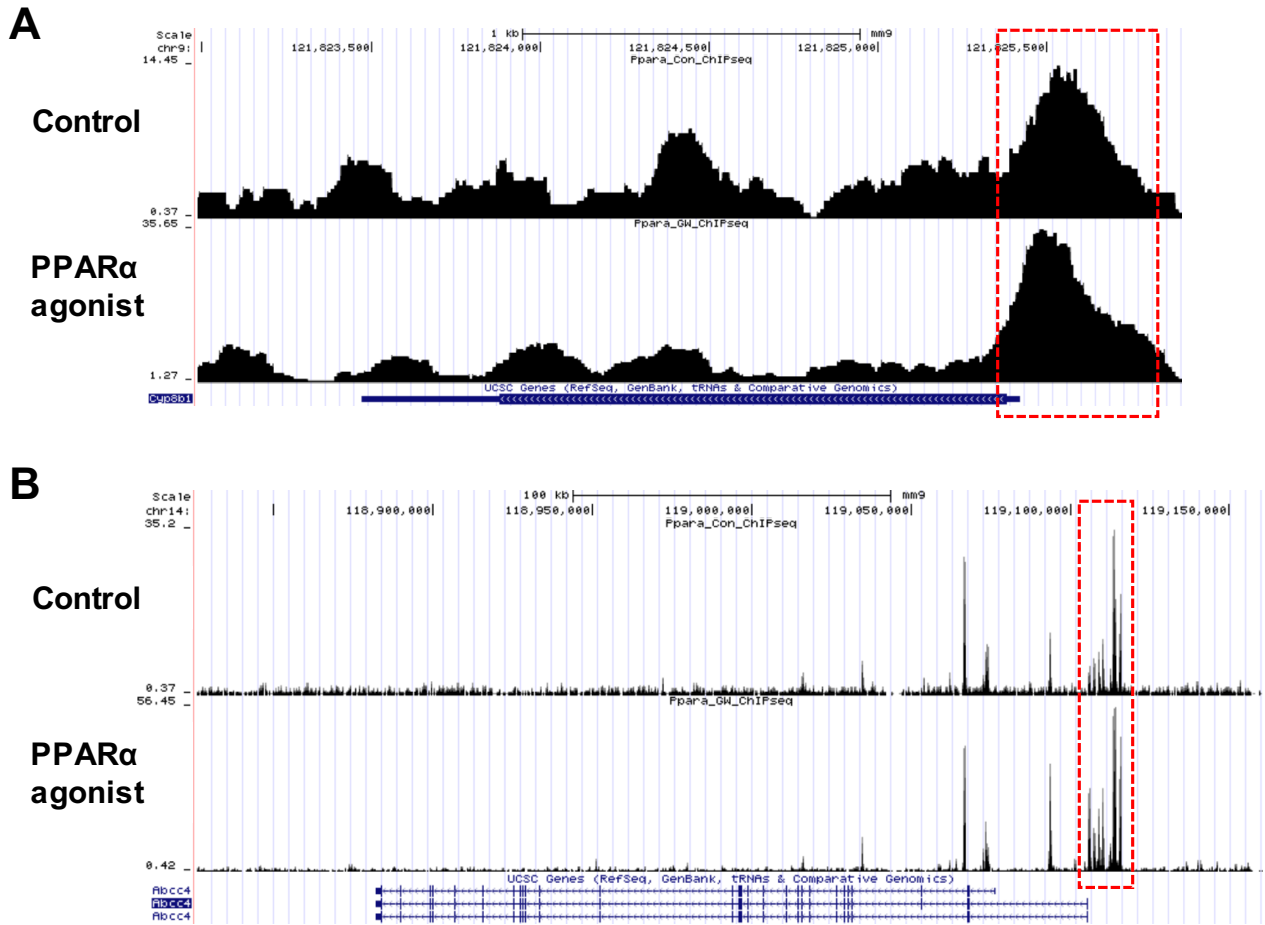 A
Scale
1 kb
mm9
chr9:
121,823,500
121,824,000
121,824,500
121,825,000
121,825,500
14.45
Ppara_Con_ChIPseq
Control
0.37
35.65
Ppara_GW_ChIPseq
PPARα
agonist
1.27
UCSC Genes (RefSeq, GenBank, tRNAs & Comparative Genomics)
Cyp8b1
B
Scale
100 kb
mm9
chr14:
118,900,000
118,950,000
119,000,000
119,050,000
119,100,000
119,150,000
35.2
Ppara_Con_ChIPseq
Control
0.37
56.45
Ppara_GW_ChIPseq
PPARα
agonist
0.42
UCSC Genes (RefSeq, GenBank, tRNAs & Comparative Genomics)
Abcc4
Abcc4
Abcc4